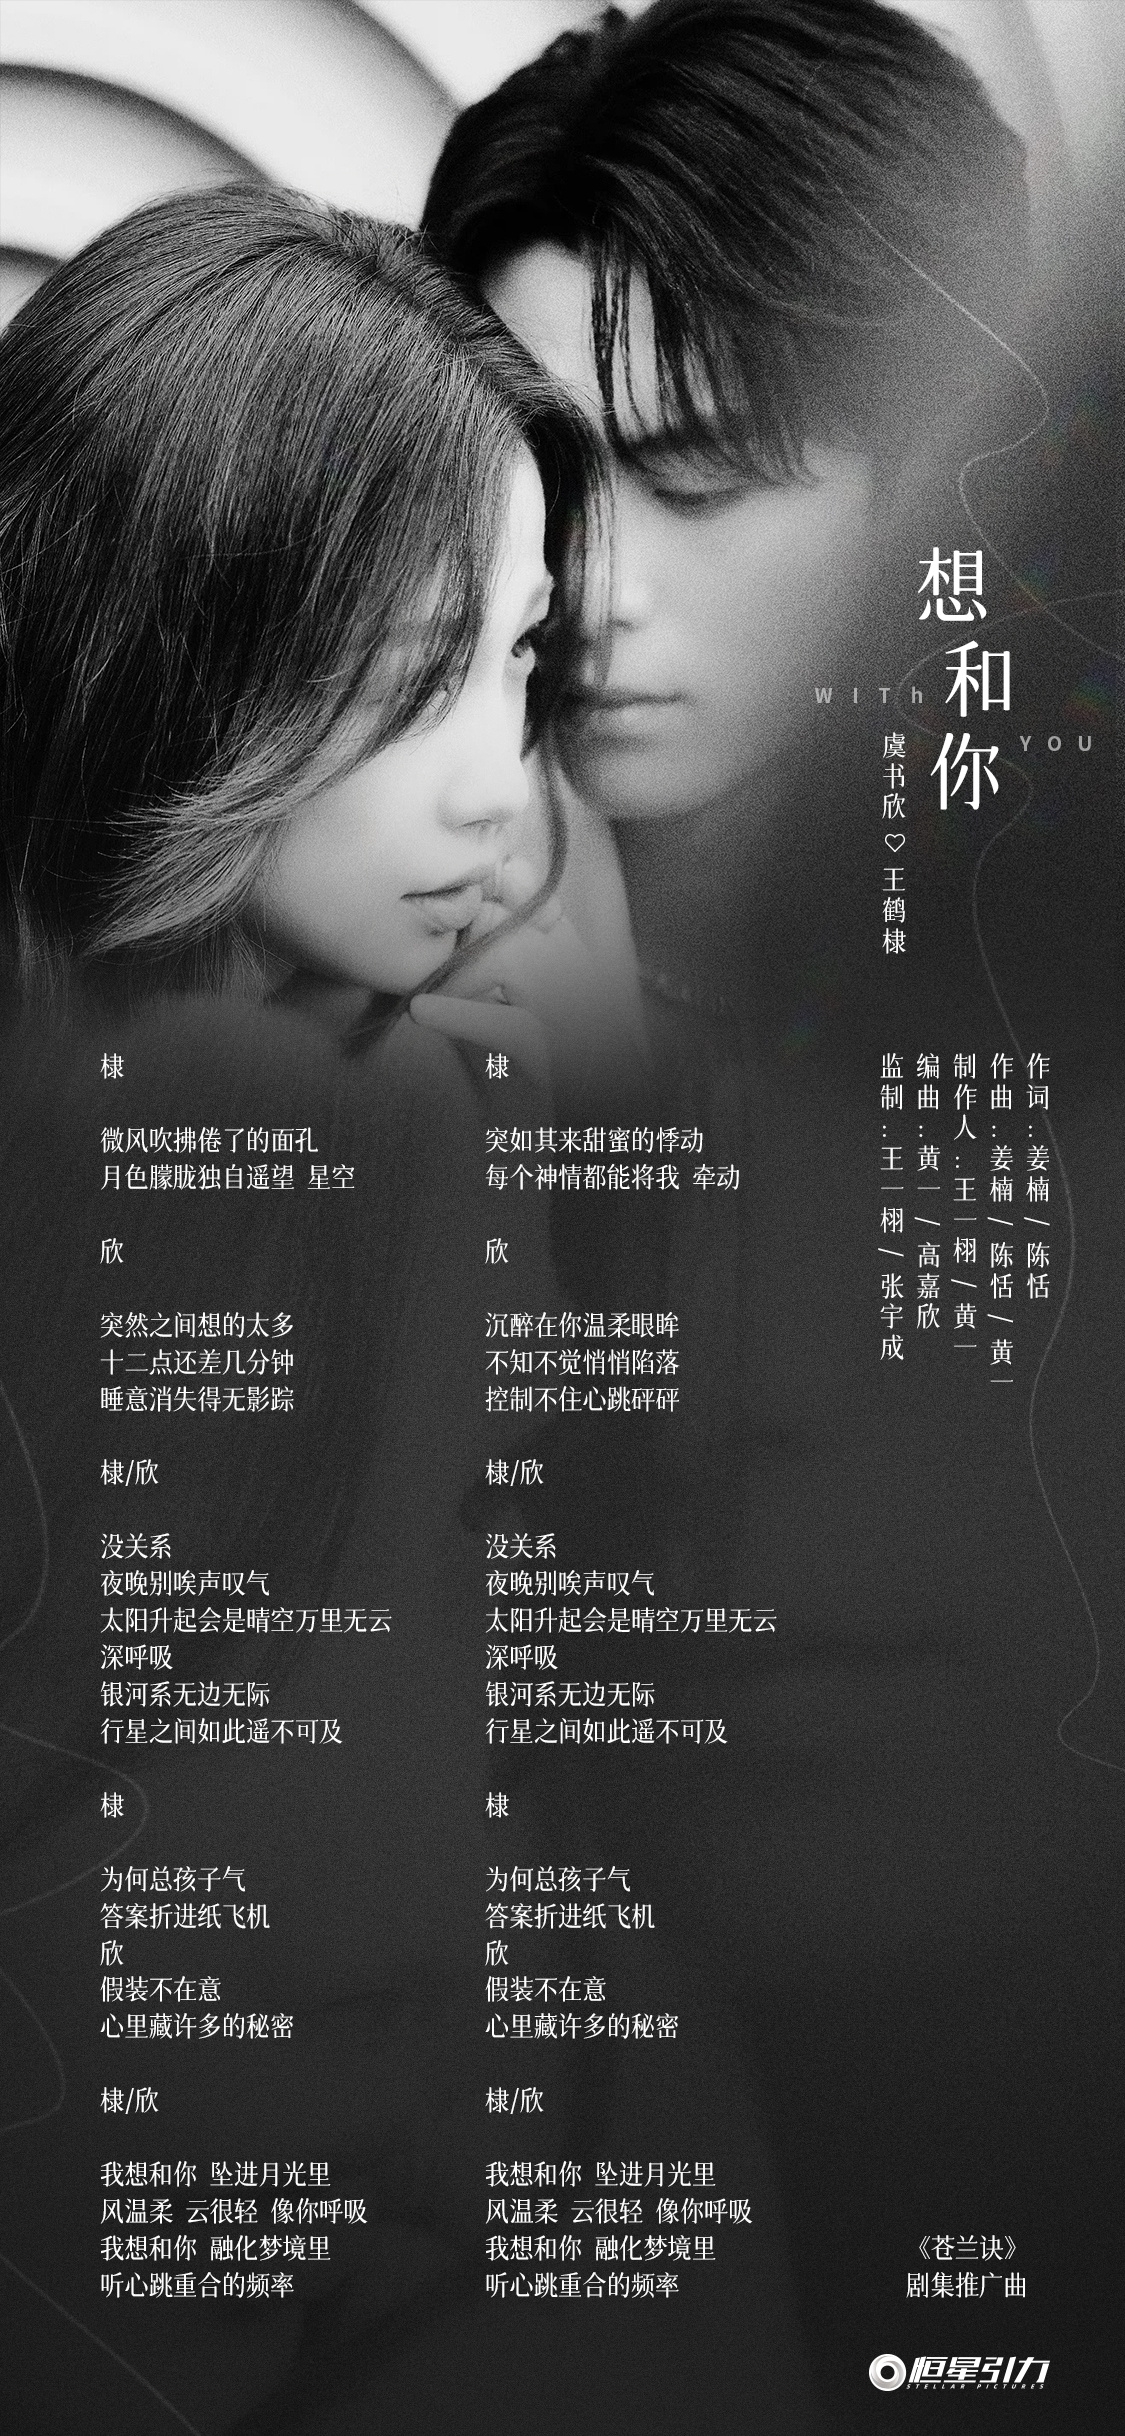 想和你
WITh
YOU
虞书欣♡王鹤棣
作词：姜楠/陈恬
作曲：姜楠/陈恬/黄一
制作人：王一栩/黄一
编曲：黄一/高嘉欣
监制：王一栩/张宇成
棣
微风吹拂倦了的面孔
月色朦胧独自遥望 星空
欣
突然之间想的太多
十二点还差几分钟
睡意消失得无影踪
棣/欣
没关系
夜晚别唉声叹气
太阳升起会是晴空万里无云
深呼吸
银河系无边无际
行星之间如此遥不可及
棣
为何总孩子气
答案折进纸飞机
欣
假装不在意
心里藏许多的秘密
棣/欣
我想和你 坠进月光里
风温柔 云很轻 像你呼吸
我想和你 融化梦境里
听心跳重合的频率
棣
突如其来甜蜜的悸动
每个神情都能将我 牵动
欣
沉醉在你温柔眼眸
不知不觉悄悄陷落
控制不住心跳砰砰
棣/欣
没关系
夜晚别唉声叹气
太阳升起会是晴空万里无云
深呼吸
银河系无边无际
行星之间如此遥不可及
棣
为何总孩子气
答案折进纸飞机
欣
假装不在意
心里藏许多的秘密
棣/欣
我想和你 坠进月光里
风温柔 云很轻 像你呼吸
我想和你 融化梦境里
听心跳重合的频率
《苍兰诀》
剧集推广曲
恒星引力
STELLAR PICTURES